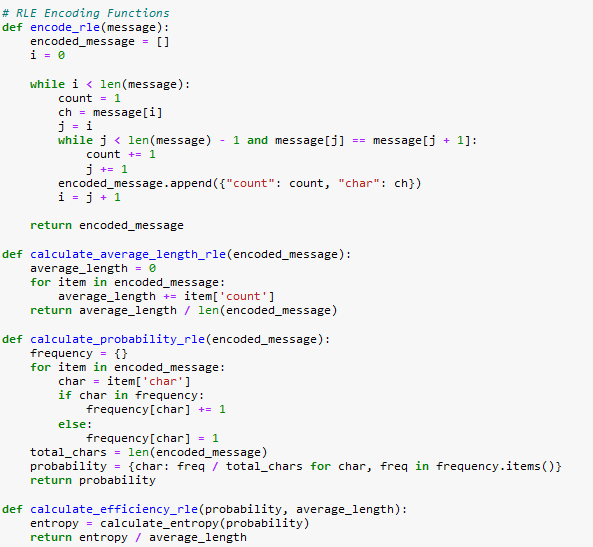 # RLE Encoding Functions
def encode_rle(message):
    encoded_message = []
    i = 0

    while i < len(message):
        count = 1
        ch = message[i]
        j = i
        while j < len(message) - 1 and message[j] == message[j + 1]:
            count += 1
            j += 1
        encoded_message.append({"count": count, "char": ch})
        i = j + 1

    return encoded_message

def calculate_average_length_rle(encoded_message):
    average_length = 0
    for item in encoded_message:
        average_length += item['count']
    return average_length / len(encoded_message)

def calculate_probability_rle(encoded_message):
    frequency = {}
    for item in encoded_message:
        char = item['char']
        if char in frequency:
            frequency[char] += 1
        else:
            frequency[char] = 1
    total_chars = len(encoded_message)
    probability = {char: freq / total_chars for char, freq in frequency.items()}
    return probability

def calculate_efficiency_rle(probability, average_length):
    entropy = calculate_entropy(probability)
    return entropy / average_length